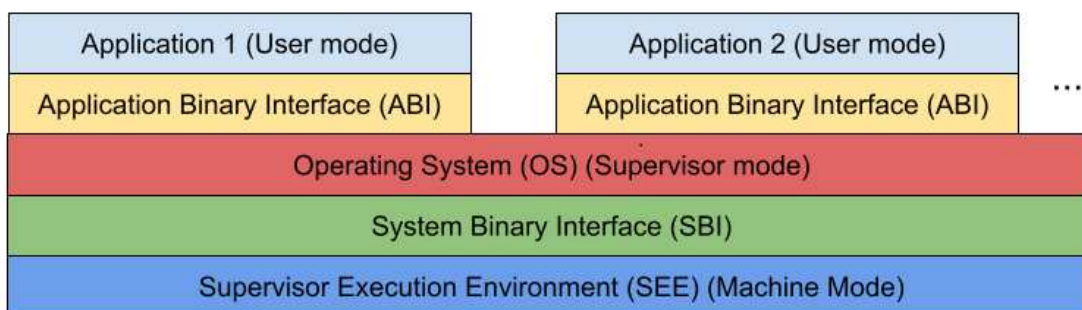 Application 1 (User mode)
Application 2 (User mode)
Application Binary Interface (ABI)
Application Binary Interface (ABI)
...
Operating System (OS) (Supervisor mode)
System Binary Interface (SBI)
Supervisor Execution Environment (SEE) (Machine Mode)